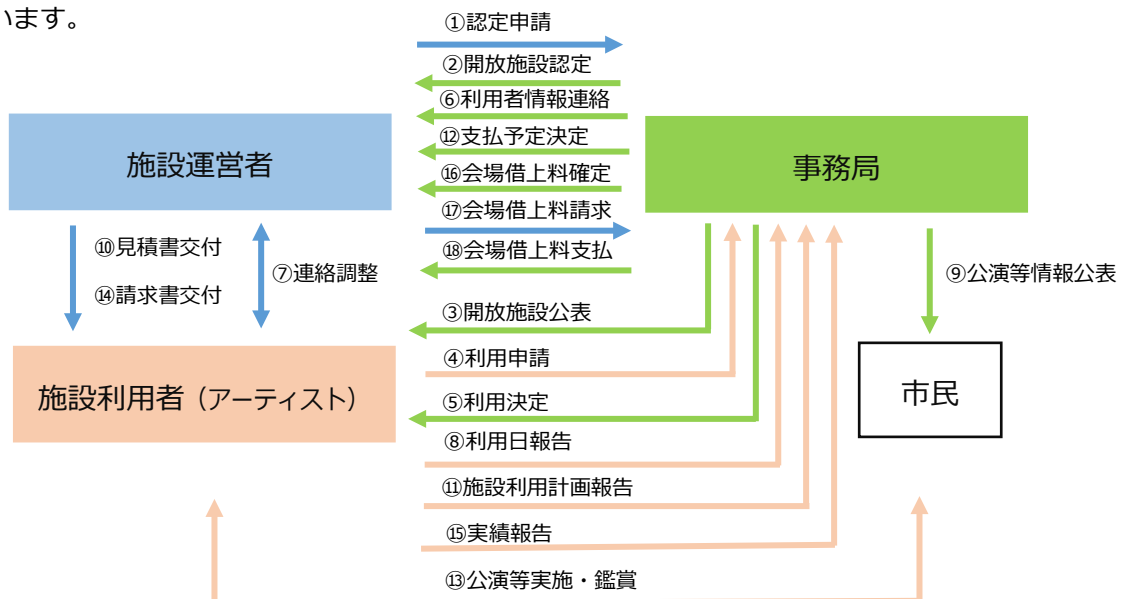 います。
①認定申請
②開放施設認定
⑥利用者情報連絡
⑫支払予定決定
⑯会場借上料確定
⑰会場借上料請求
⑱会場借上料支払
施設運営者
事務局
⑩見積書交付
⑭請求書交付
⑦連絡調整
⑨公演等情報公表
③開放施設公表
④利用申請
⑤利用決定
⑧利用日報告
⑪施設利用計画報告
⑮実績報告
⑬公演等実施・鑑賞
施設利用者（アーティスト）
市民